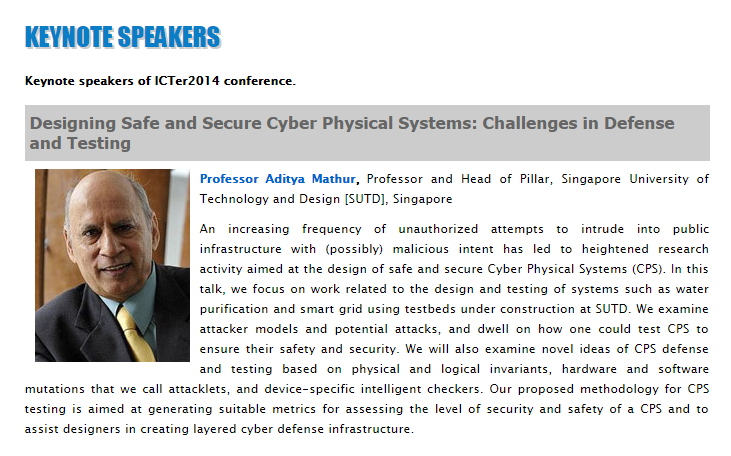 KEYNOTE SPEAKERS
Keynote speakers of ICTer2014 conference.
Designing Safe and Secure Cyber Physical Systems: Challenges in Defense
and Testing
Professor Aditya Mathur, Professor and Head of Pillar, Singapore University of
Technology and Design [SUTD], Singapore
An increasing frequency of unauthorized attempts to intrude into public
infrastructure with (possibly) malicious intent has led to heightened research
activity aimed at the design of safe and secure Cyber Physical Systems (CPS). In this
talk, we focus on work related to the design and testing of systems such as water
purification and smart grid using testbeds under construction at SUTD. We examine
attacker models and potential attacks, and dwell on how one could test CPS to
ensure their safety and security. We will also examine novel ideas of CPS defense
and testing based on physical and logical invariants, hardware and software
mutations that we call attacklets, and device-specific intelligent checkers. Our proposed methodology for CPS
testing is aimed at generating suitable metrics for assessing the level of security and safety of a CPS and to
assist designers in creating layered cyber defense infrastructure.